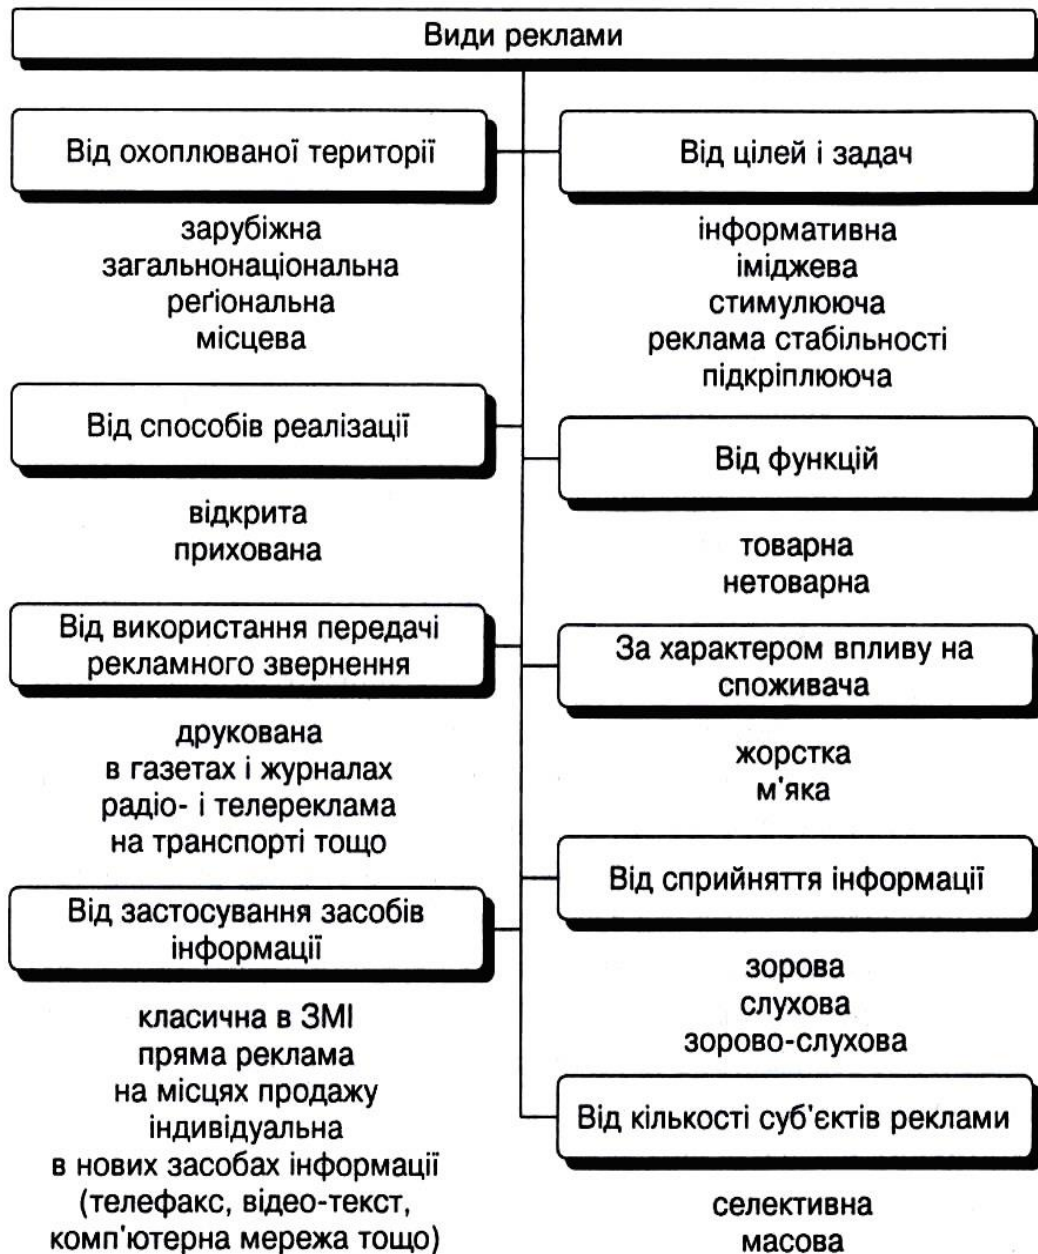 Види реклами
Від охоплюваної території
зарубіжна
загальнонаціональна
реґіональна
місцева
Від способів реалізації
відкрита
прихована
Від використання передачі
рекламного звернення
друкована
в газетах і журналах
радіо- і телереклама
на транспорті тощо
Від застосування засобів
інформації
класична в ЗМІ
пряма реклама
на місцях продажу
індивідуальна
в нових засобах інформації
(телефакс, відео-текст,
комп'ютерна мережа тощо)
Від цілей і задач
інформативна
іміджева
стимулююча
реклама стабільності
підкріплююча
Від функцій
товарна
нетоварна
За характером впливу на
споживача
жорстка
м'яка
Від сприйняття інформації
зорова
слухова
зорово-слухова
Від кількості суб'єктів реклами
селективна
масова